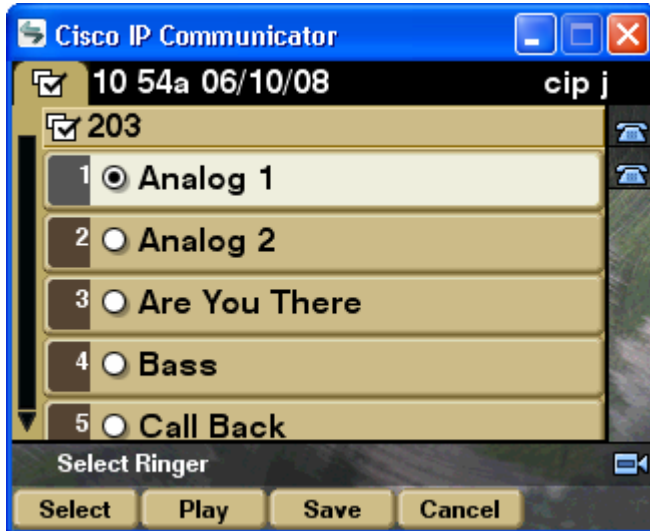 Cisco IP Communicator
10 54a 06/10/08 cip j
203
1 Analog 1
2 Analog 2
3 Are You There
4 Bass
5 Call Back
Select Ringer
Select Play Save Cancel